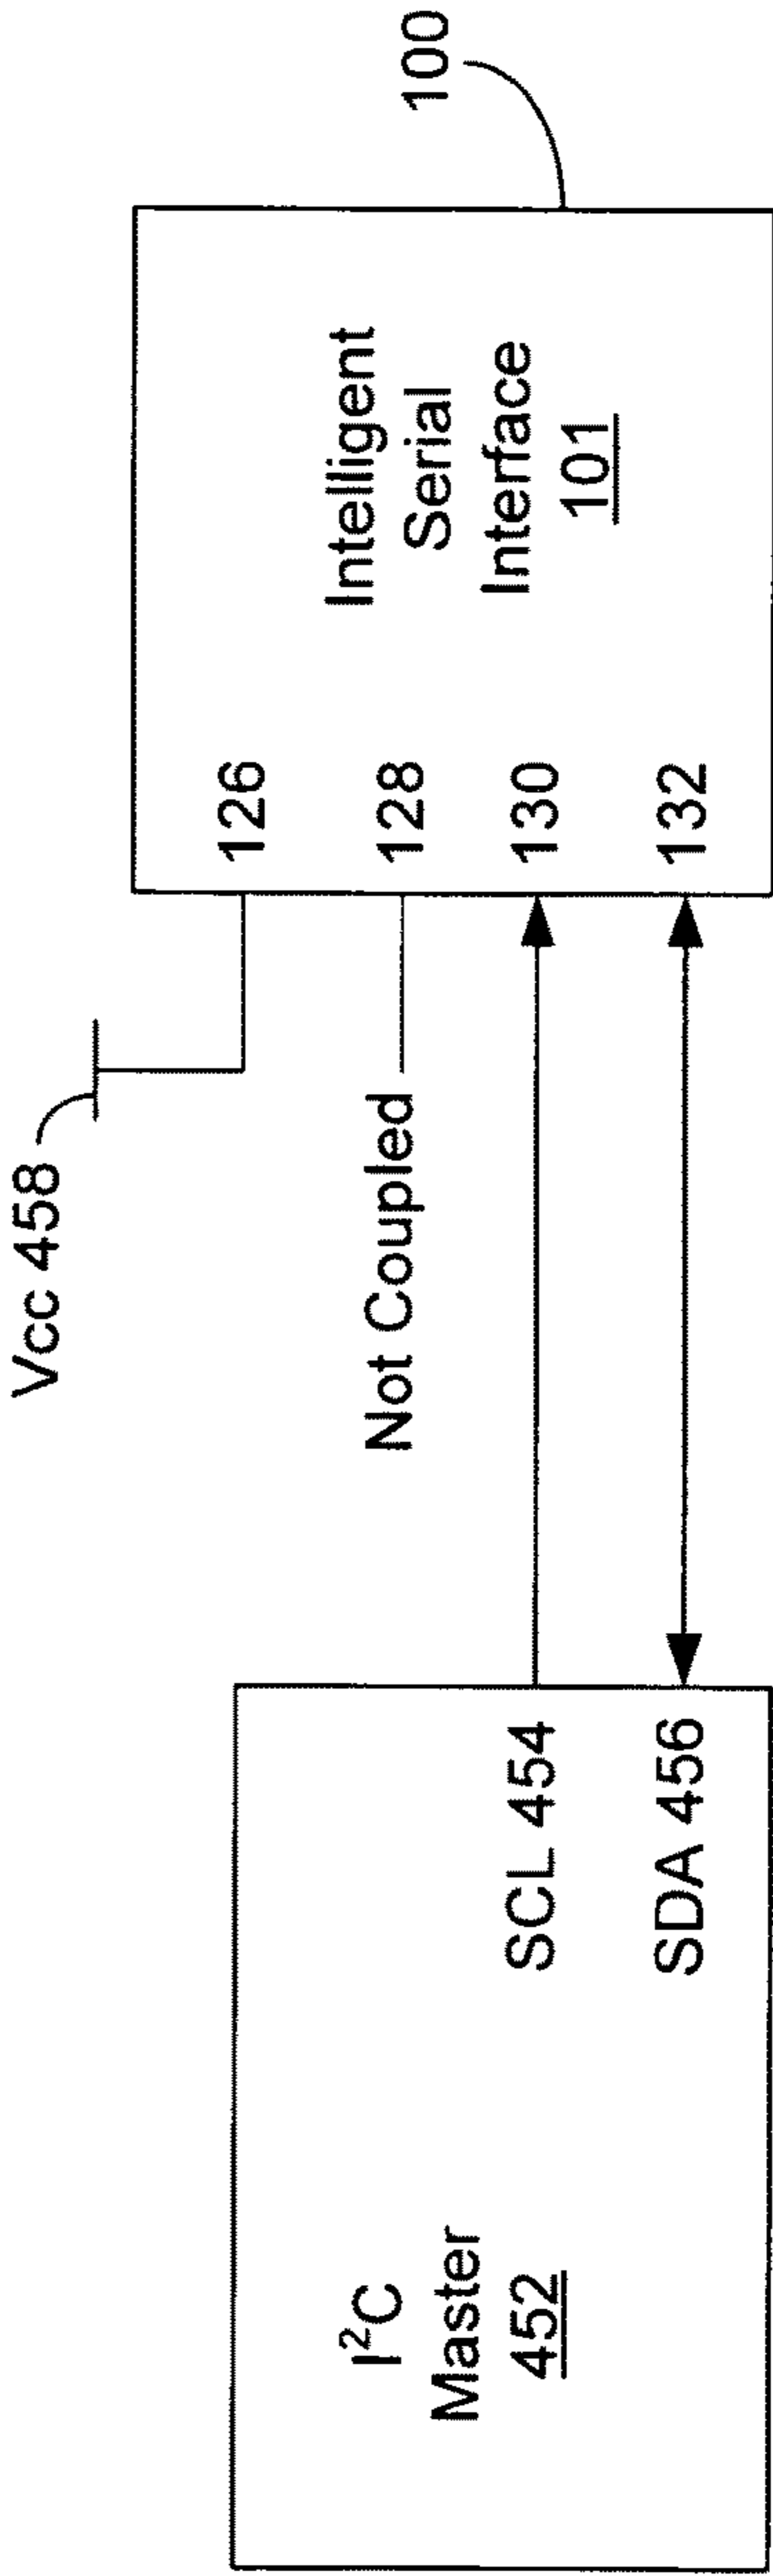 Vcc 458
100
126
Not Coupled
128
Intelligent
Serial
Interface
101
130
132
I²C
Master
452
SCL 454
SDA 456